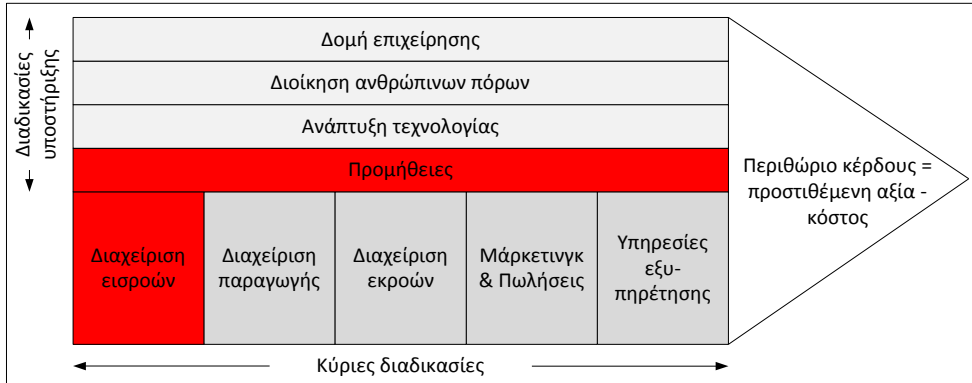 Διαδικασίες
υποστήριξης
Δομή επιχείρησης
Διοίκηση ανθρώπινων πόρων
Ανάπτυξη τεχνολογίας
Προμήθειες
Διαχείριση
εισροών
Διαχείριση
παραγωγής
Διαχείριση
εκροών
Μάρκετινγκ
& Πωλήσεις
Υπηρεσίες
εξυ-
πηρέτησης
Περιθώριο κέρδους =
προστιθέμενη αξία -
κόστος
Κύριες διαδικασίες